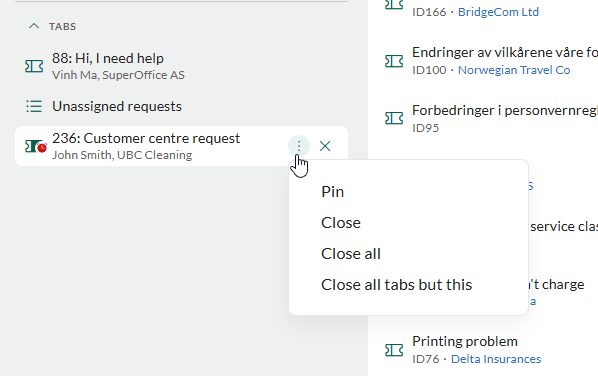 TABS
88: Hi, I need help
Vinh Ma, SuperOffice AS
Unassigned requests
236: Customer centre request
John Smith, UBC Cleaning
Pin
Close
Close all
Close all tabs but this
ID166 · BridgeCom Ltd
Endringer av vilkårene våre fo
ID100 · Norwegian Travel Co
Forbedringer i personvernregl
ID95
s
service clas
't charge
a
Printing problem
ID76 · Delta Insurances